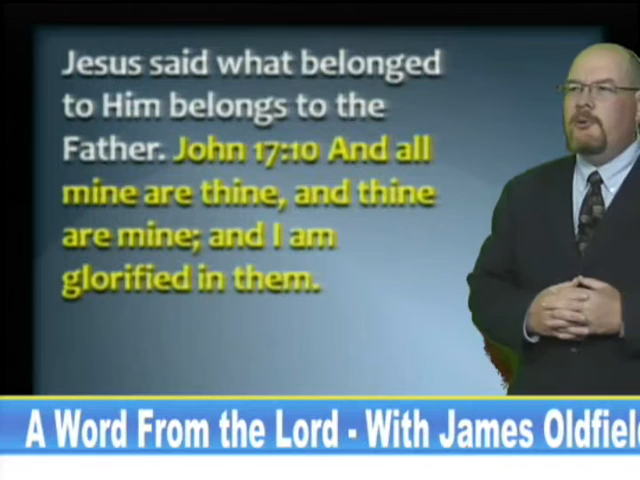 Jesus said what belonged
to Him belongs to the
Father. John 17:10 And all
mine are thine, and thine
are mine; and I am
glorified in them.
A Word From the Lord - With James Oldfiel